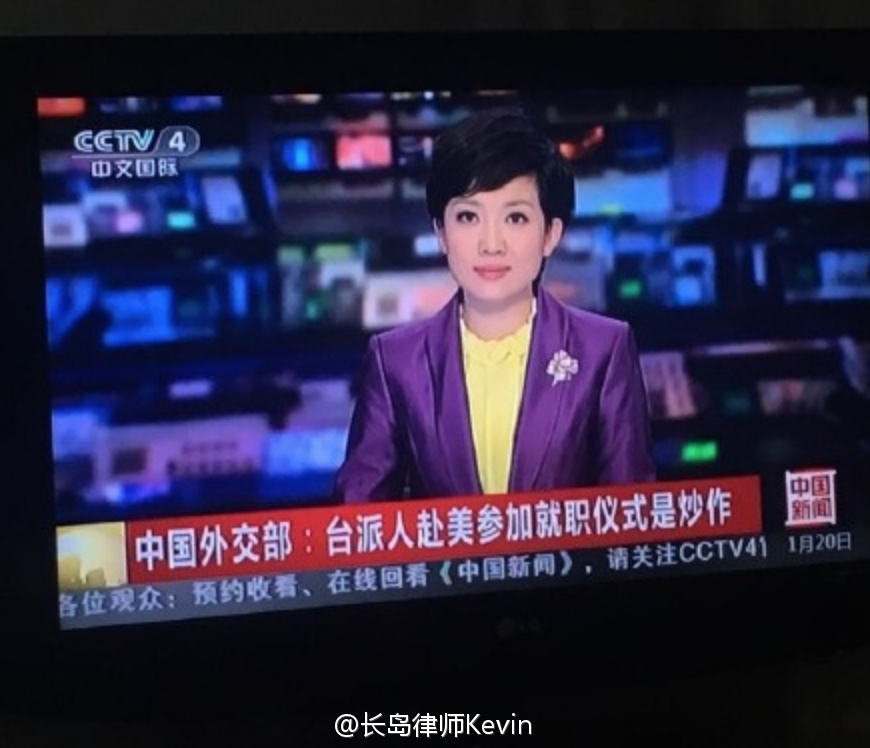 CCTV 4
中文国际
中国外交部：台派人赴美参加就职仪式是炒作
中国
新闻
各位观众：预约收看、在线回看《中国新闻》，请关注CCTV4
1月20日
@长岛律师Kevin